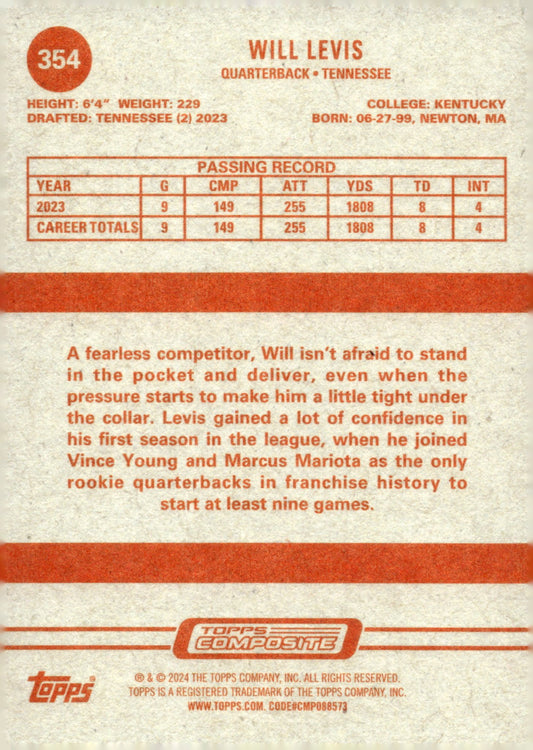 354
WILL LEVIS
QUARTERBACK • TENNESSEE
HEIGHT: 6'4" WEIGHT: 229
DRAFTED: TENNESSEE (2) 2023
COLLEGE: KENTUCKY
BORN: 06-27-99, NEWTON, MA
PASSING RECORD
YEAR G CMP ATT YDS TD INT
2023 9 149 255 1808 8 4
CAREER TOTALS 9 149 255 1808 8 4
A fearless competitor, Will isn't afraid to stand
in the pocket and deliver, even when the
pressure starts to make him a little tight under
the collar. Levis gained a lot of confidence in
his first season in the league, when he joined
Vince Young and Marcus Mariota as the only
rookie quarterbacks in franchise history to
start at least nine games.
TOPPS
COMPOSITE
Topps
® & © 2024 THE TOPPS COMPANY, INC. ALL RIGHTS RESERVED.
TOPPS IS A REGISTERED TRADEMARK OF THE TOPPS COMPANY, INC.
WWW.TOPPS.COM. CODE#CMP098573